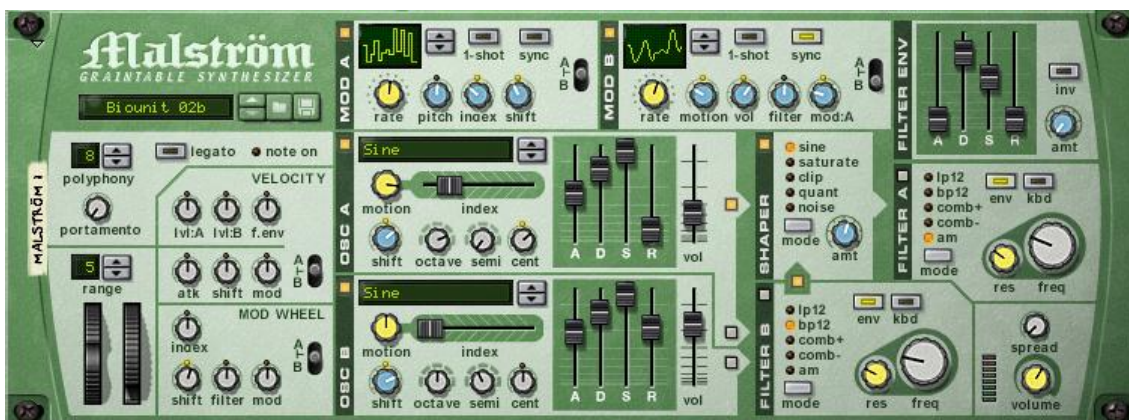 Malström
GRAINTABLE SYNTHESIZER
Biounit 02b
MALSTRÖM 1
8
polyphony
legato
note on
portamento
VELOCITY
lvl:A lvl:B f.env
5
range
atk shift mod
A
B
MOD WHEEL
index
A
B
shift filter mod
MOD A
1-shot sync
A
B
rate pitch index shift
MOD B
1-shot sync
A
B
rate motion vol filter mod:A
OSC A
Sine
motion index
shift octave semi cent
A D S R vol
OSC B
Sine
motion index
shift octave semi cent
A D S R vol
SHAPER
sine
saturate
clip
quant
noise
mode amt
FILTER ENV
A D S R
inv
amt
FILTER A
lp12
bp12
comb+
comb-
am
mode
env kbd
res freq
FILTER B
lp12
bp12
comb+
comb-
am
mode
env kbd
res freq
spread
volume